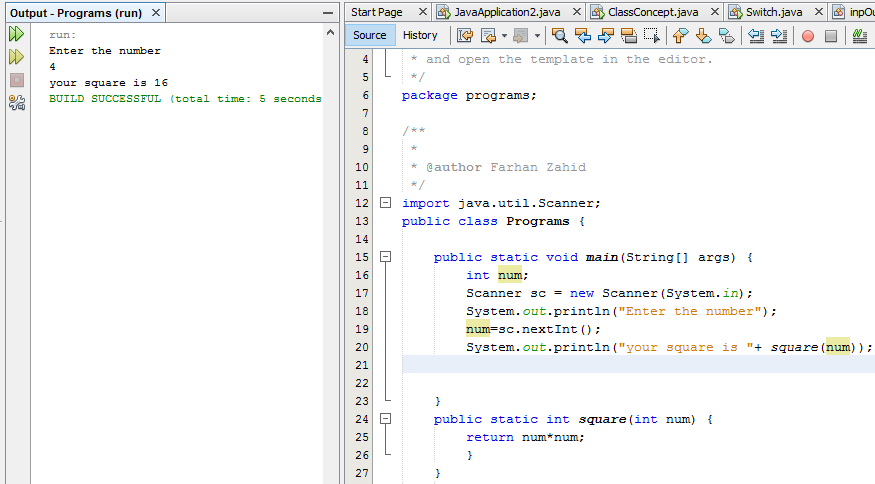 Output - Programs (run) ×
run:
Enter the number
4
your square is 16
BUILD SUCCESSFUL (total time: 5 seconds
Start Page × JavaApplication2.java × ClassConcept.java × Switch.java × inpOu
Source History
4 * and open the template in the editor.
5 */
6 package programs;
7
8 /**
9 *
10 * @author Farhan Zahid
11 */
12 import java.util.Scanner;
13 public class Programs {
14
15 public static void main(String[] args) {
16 int num;
17 Scanner sc = new Scanner(System.in);
18 System.out.println("Enter the number");
19 num=sc.nextInt();
20 System.out.println("your square is "+ square(num));
21
22
23 }
24 public static int square(int num) {
25 return num*num;
26 }
27 }